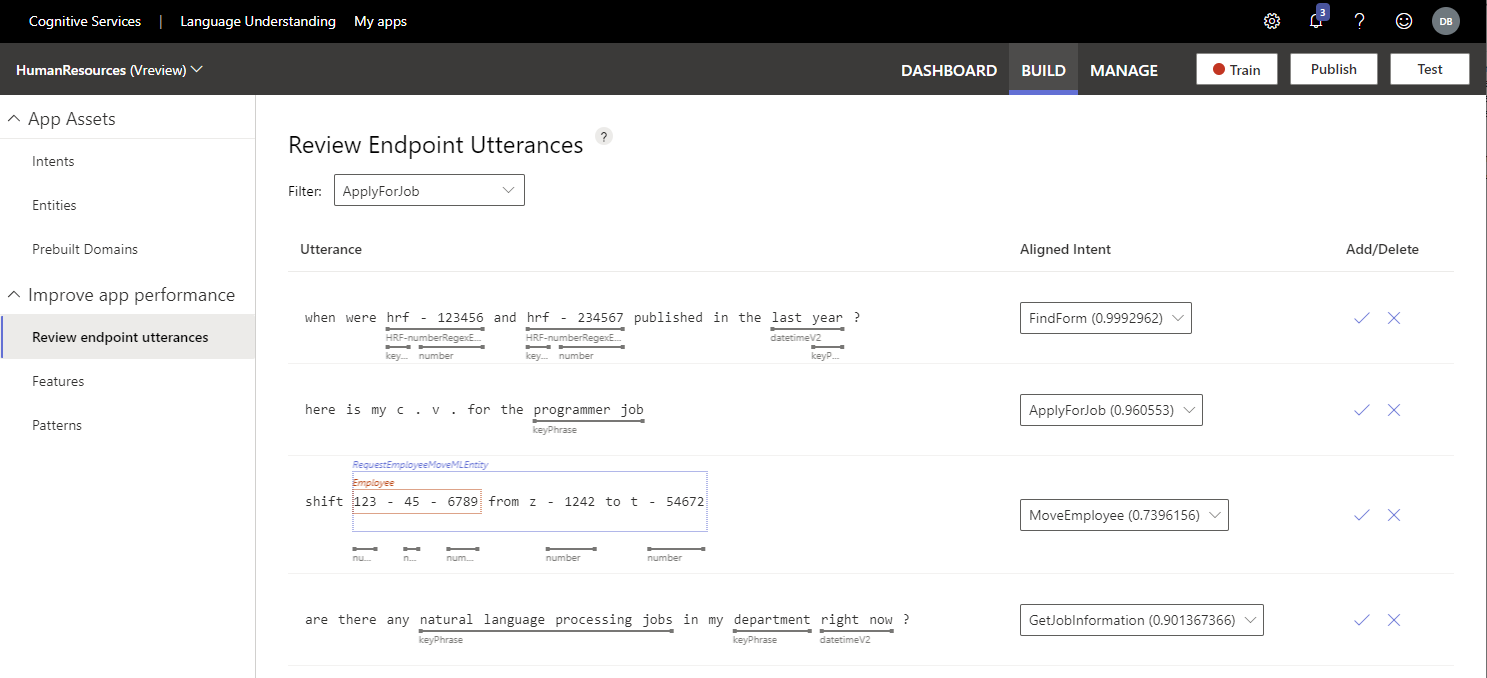 Cognitive Services | Language Understanding My apps 3 ? DB
HumanResources (Vreview) DASHBOARD BUILD MANAGE Train Publish Test
App Assets
Intents
Entities
Prebuilt Domains
Improve app performance
Review endpoint utterances
Features
Patterns
Review Endpoint Utterances ?
Filter: ApplyForJob
Utterance Aligned Intent Add/Delete
when were hrf - 123456 and hrf - 234567 published in the last year ? FindForm (0.9992962)
HRF-numberRegexE... HRF-numberRegexE... datetimeV2
key... number key... number keyP...
here is my c . v . for the programmer job ApplyForJob (0.960553)
keyPhrase
RequestEmployeeMoveMLEntity
Employee
shift 123 - 45 - 6789 from z - 1242 to t - 54672 MoveEmployee (0.7396156)
nu... n... num... number number
are there any natural language processing jobs in my department right now ? GetJobInformation (0.901367366)
keyPhrase keyPhrase datetimeV2